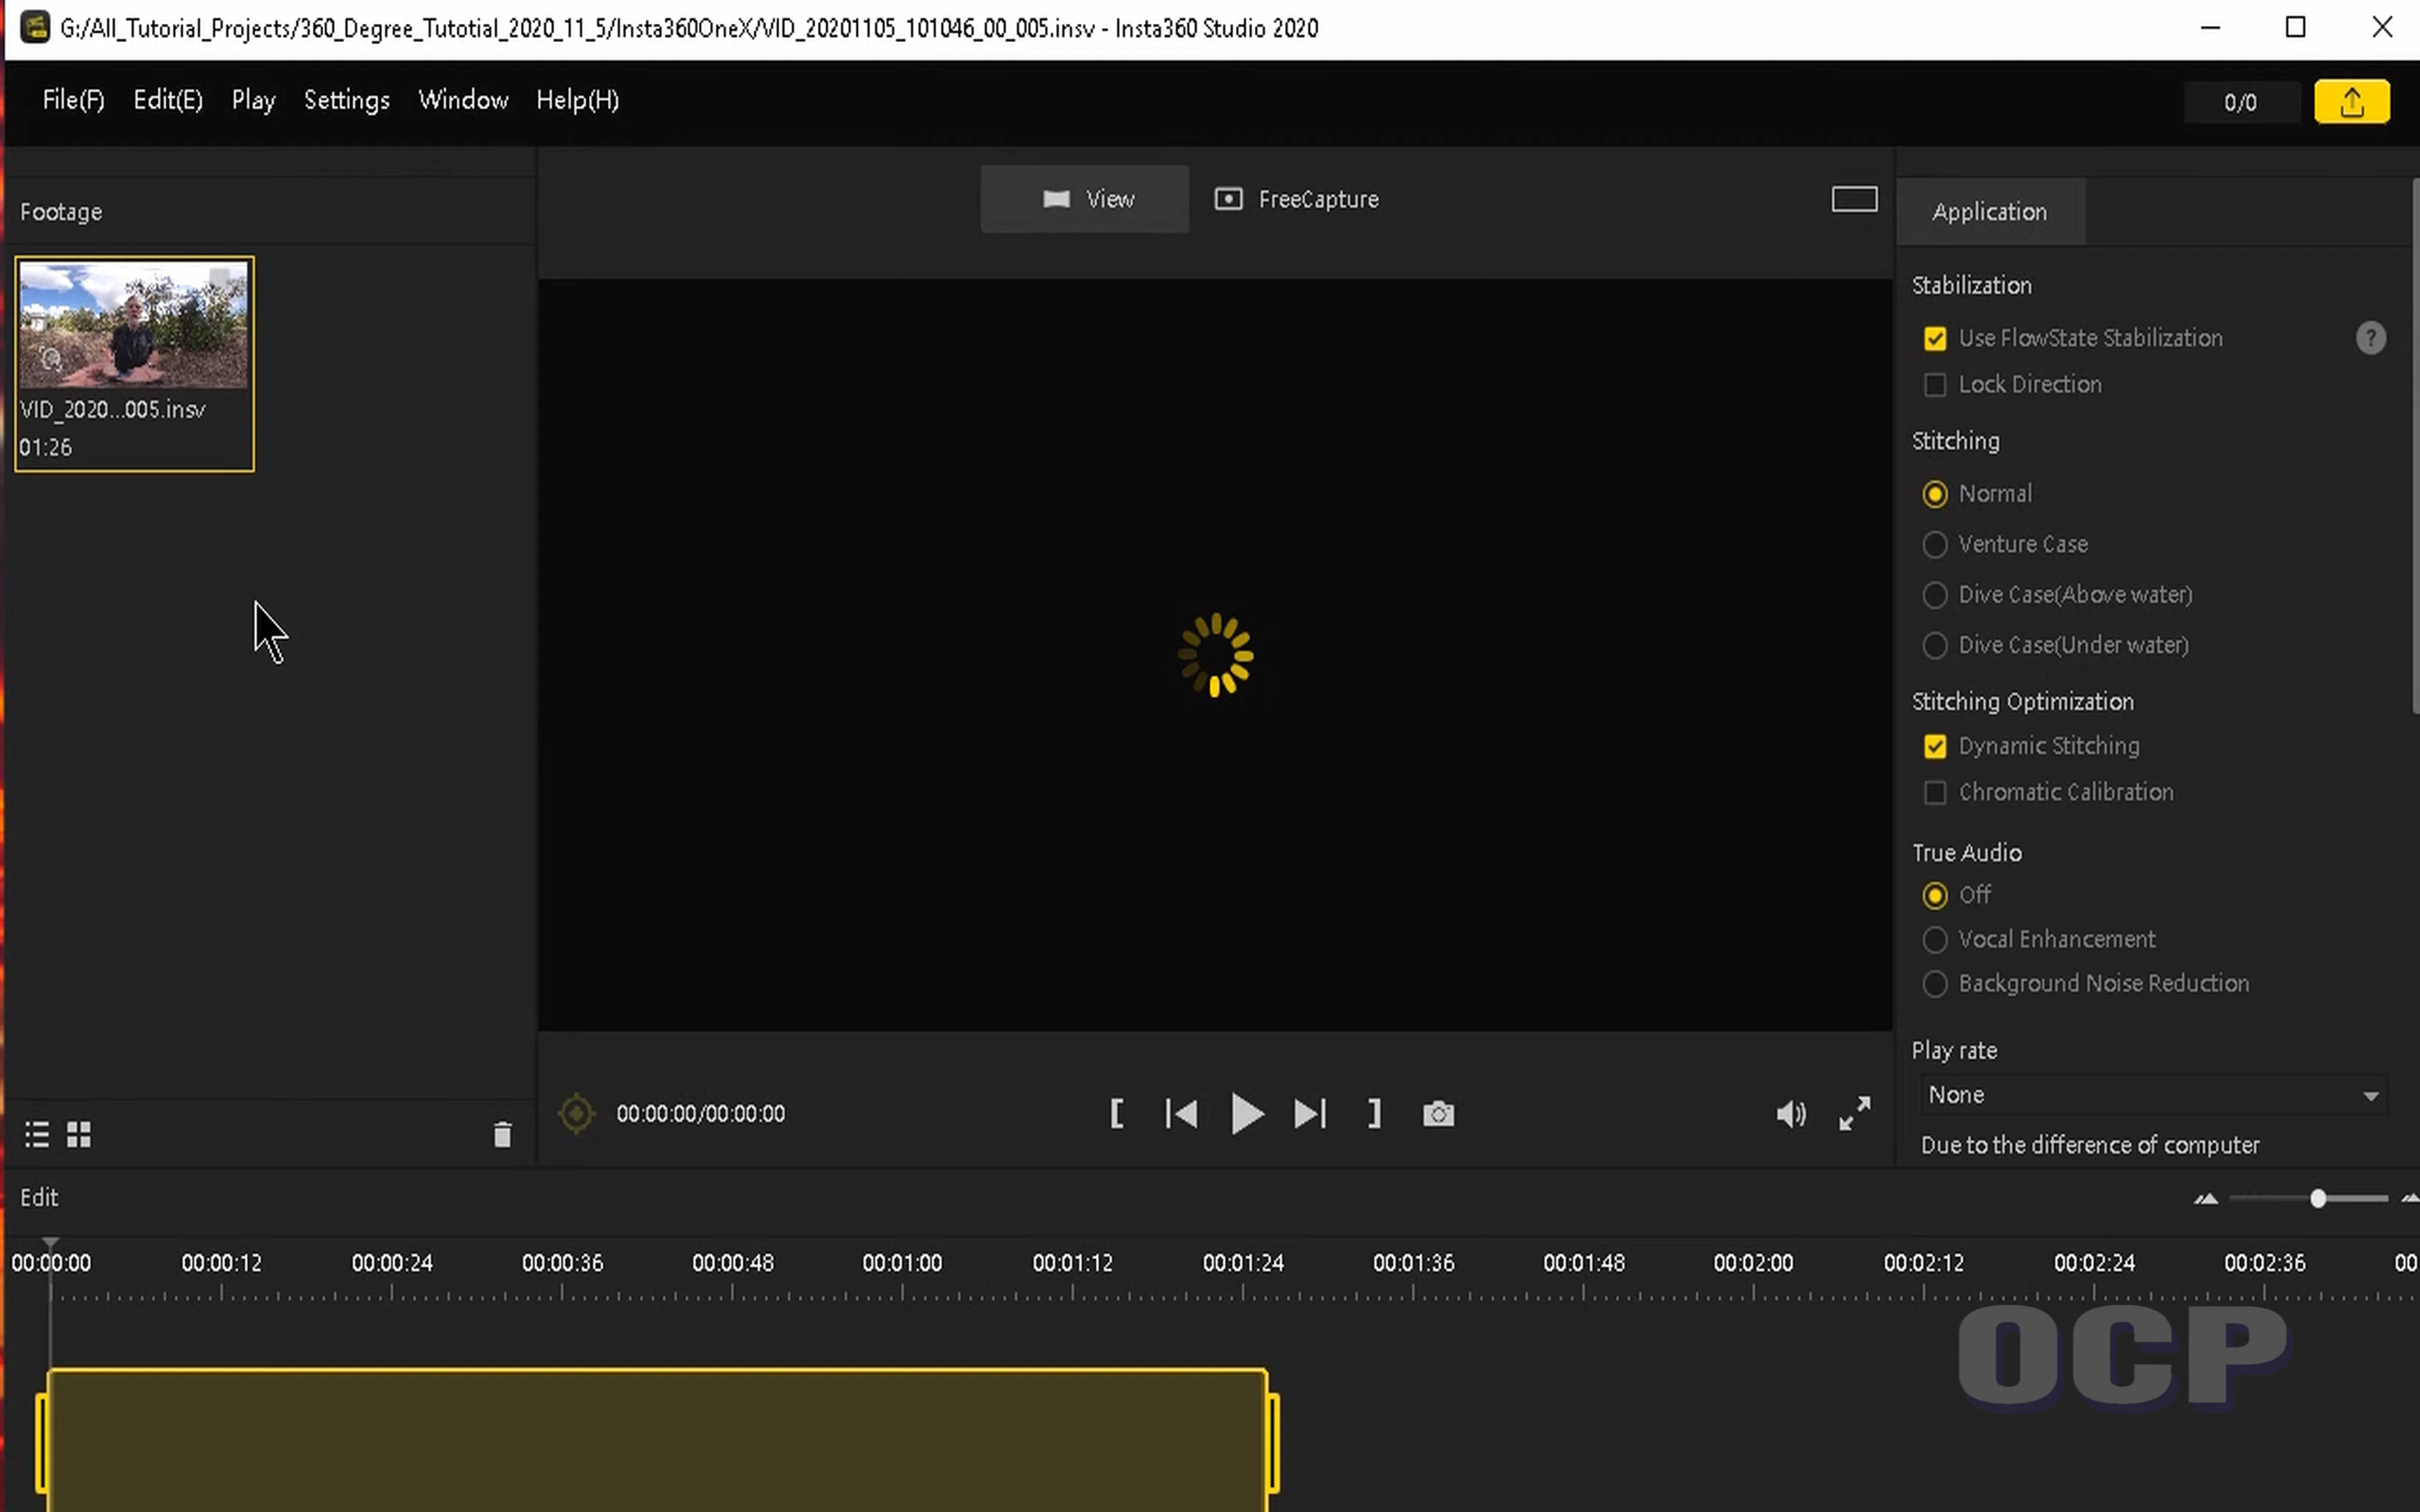 G:/All_Tutorial_Projects/360_Degree_Tutotial_2020_11_5/Insta360OneX/VID_20201105_101046_00_005.insv - Insta360 Studio 2020
File(F) Edit(E) Play Settings Window Help(H)
0/0
Footage
VID_2020...005.insv
01:26
View FreeCapture
Application
Stabilization
Use FlowState Stabilization ?
Lock Direction
Stitching
Normal
Venture Case
Dive Case(Above water)
Dive Case(Under water)
Stitching Optimization
Dynamic Stitching
Chromatic Calibration
True Audio
Off
Vocal Enhancement
Background Noise Reduction
Play rate
None
Due to the difference of computer
00:00:00/00:00:00
Edit
00:00:00 00:00:12 00:00:24 00:00:36 00:00:48 00:01:00 00:01:12 00:01:24 00:01:36 00:01:48 00:02:00 00:02:12 00:02:24 00:02:36 00
OCP